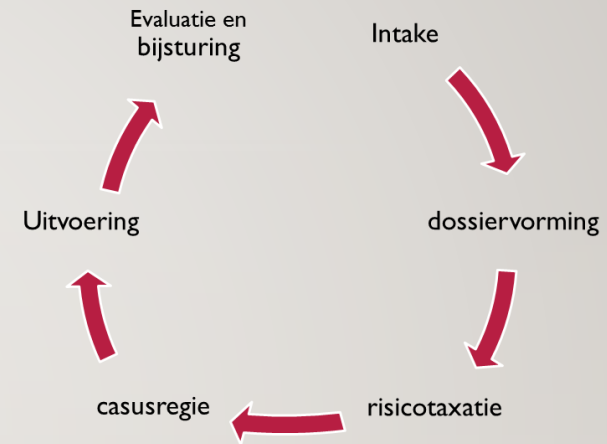 Evaluatie en
bijsturing
Intake
dossiervorming
risicotaxatie
casusregie
Uitvoering